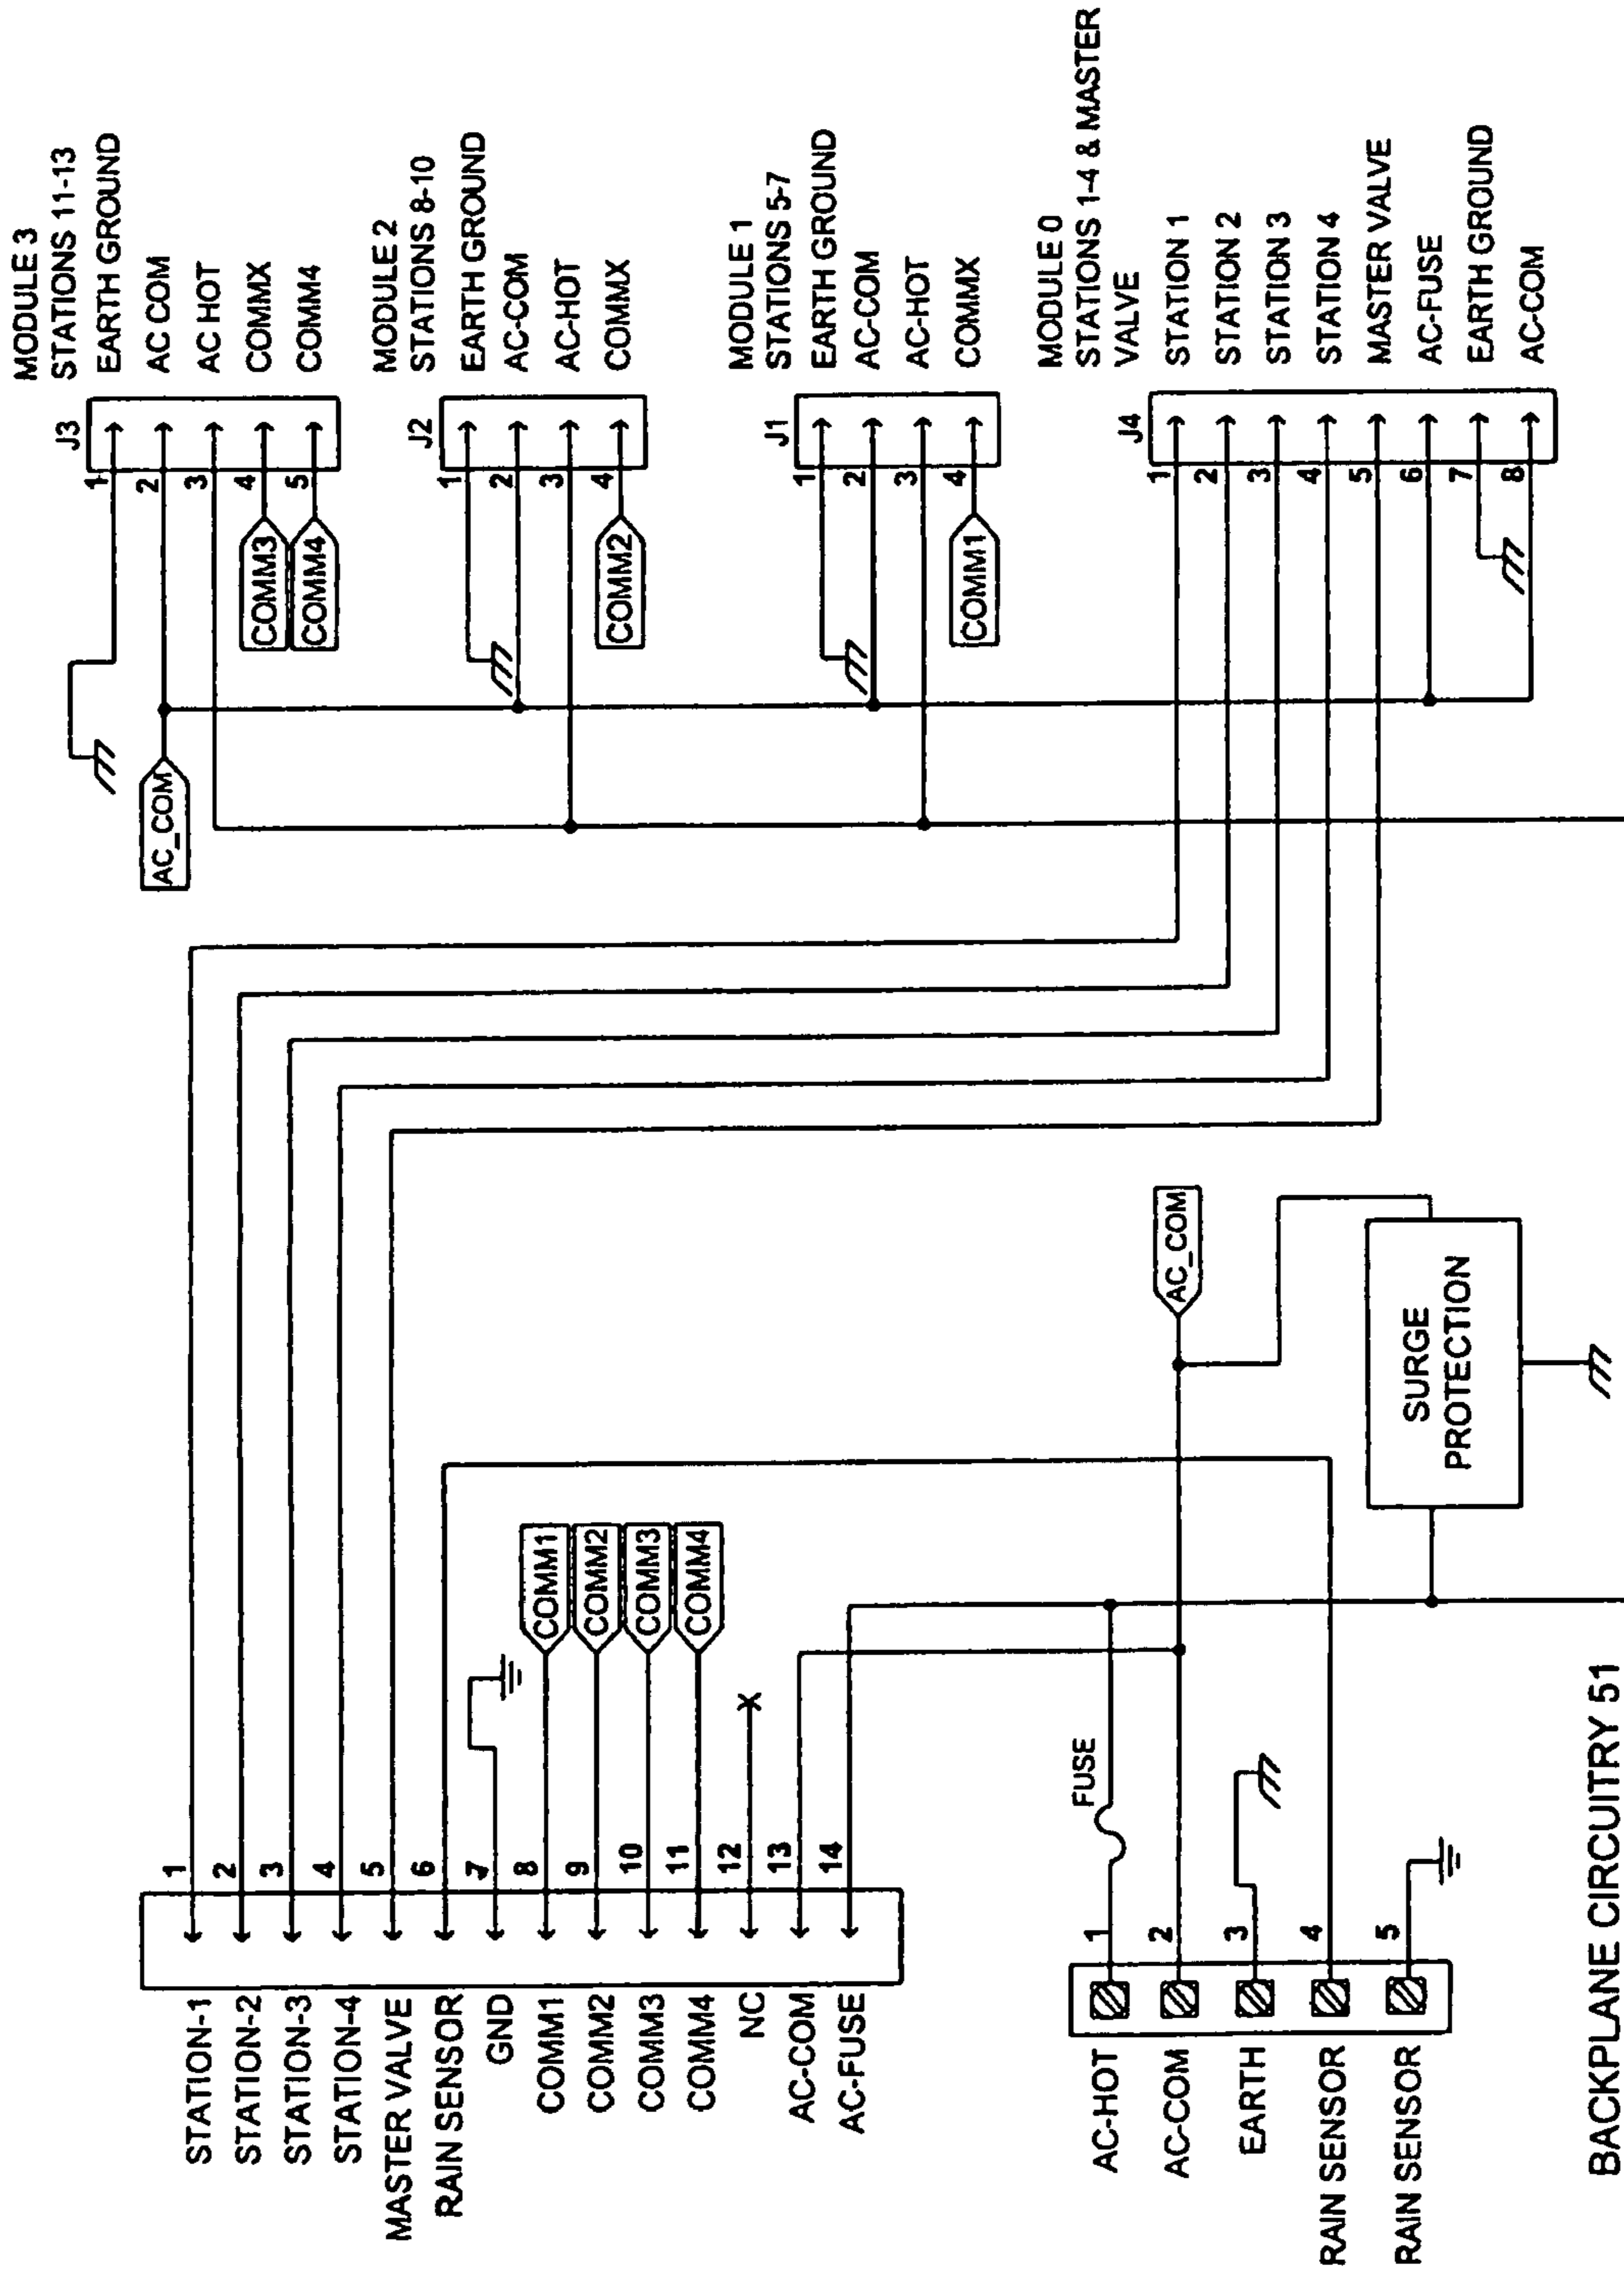 MODULE 3
STATIONS 11-13
J3
1
2
3
4
5
EARTH GROUND
AC COM
AC HOT
COMMX
COMM4
AC_COM
COMM3
COMM4
MODULE 2
STATIONS 8-10
J2
1
2
3
4
EARTH GROUND
AC-COM
AC-HOT
COMMX
COMM2
MODULE 1
STATIONS 5-7
J1
1
2
3
4
EARTH GROUND
AC-COM
AC-HOT
COMMX
COMM1
MODULE 0
STATIONS 1-4 & MASTER
VALVE
J4
1
2
3
4
5
6
7
8
STATION 1
STATION 2
STATION 3
STATION 4
MASTER VALVE
AC-FUSE
EARTH GROUND
AC-COM
STATION-1
STATION-2
STATION-3
STATION-4
MASTER VALVE
RAIN SENSOR
GND
COMM1
COMM2
COMM3
COMM4
NC
AC-COM
AC-FUSE
1
2
3
4
5
6
7
8
9
10
11
12
13
14
COMM1
COMM2
COMM3
COMM4
X
AC_COM
SURGE
PROTECTION
FUSE
AC-HOT
AC-COM
EARTH
RAIN SENSOR
RAIN SENSOR
1
2
3
4
5
BACKPLANE CIRCUITRY 51